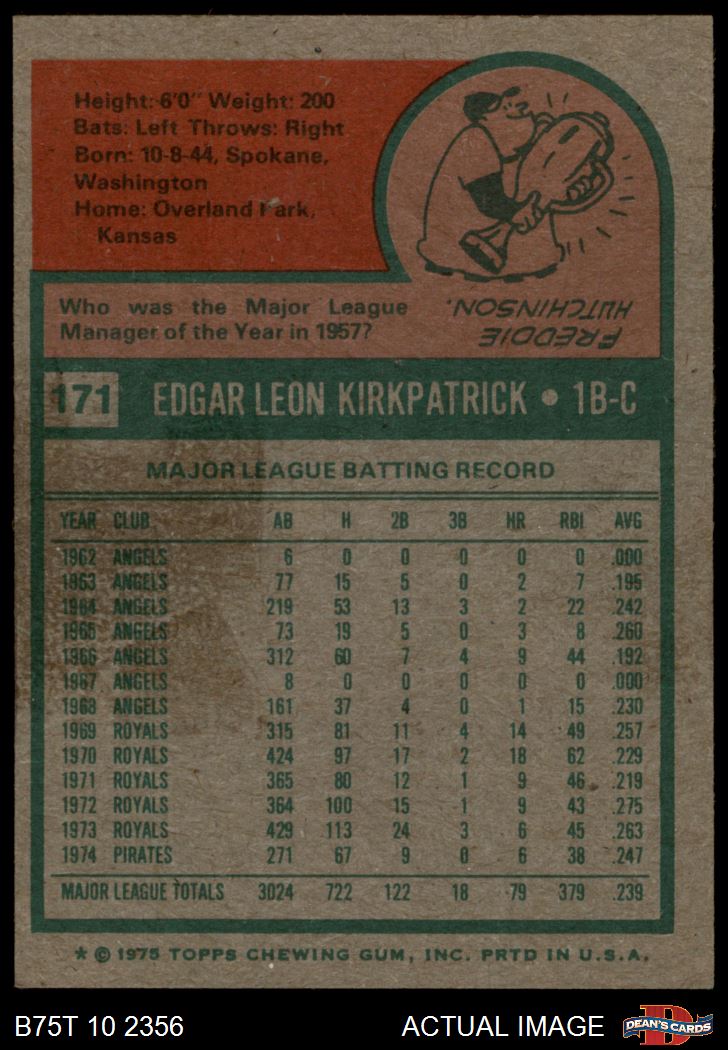 Height: 6'0" Weight: 200
Bats: Left Throws: Right
Born: 10-8-44, Spokane,
Washington
Home: Overland Park,
Kansas
Who was the Major League
Manager of the Year in 1957?
FREDDIE
HUTCHINSON.
171 EDGAR LEON KIRKPATRICK • 1B-C
MAJOR LEAGUE BATTING RECORD
YEAR CLUB AB H 2B 3B HR RBI AVG
1962 ANGELS 6 0 0 0 0 0 .000
1963 ANGELS 77 15 5 0 2 7 .195
1964 ANGELS 219 53 13 3 2 22 .242
1965 ANGELS 73 19 5 0 3 8 .260
1966 ANGELS 312 60 7 4 9 44 .192
1967 ANGELS 8 0 0 0 0 0 .000
1968 ANGELS 161 37 4 0 1 15 .230
1969 ROYALS 315 81 11 4 14 49 .257
1970 ROYALS 424 97 17 2 18 62 .229
1971 ROYALS 365 80 12 1 9 46 .219
1972 ROYALS 364 100 15 1 9 43 .275
1973 ROYALS 429 113 24 3 6 45 .263
1974 PIRATES 271 67 9 0 6 38 .247
MAJOR LEAGUE TOTALS 3024 722 122 18 79 379 .239
* © 1975 TOPPS CHEWING GUM, INC. PRTD IN U.S.A.
B75T 10 2356 ACTUAL IMAGE D DEAN'S CARDS